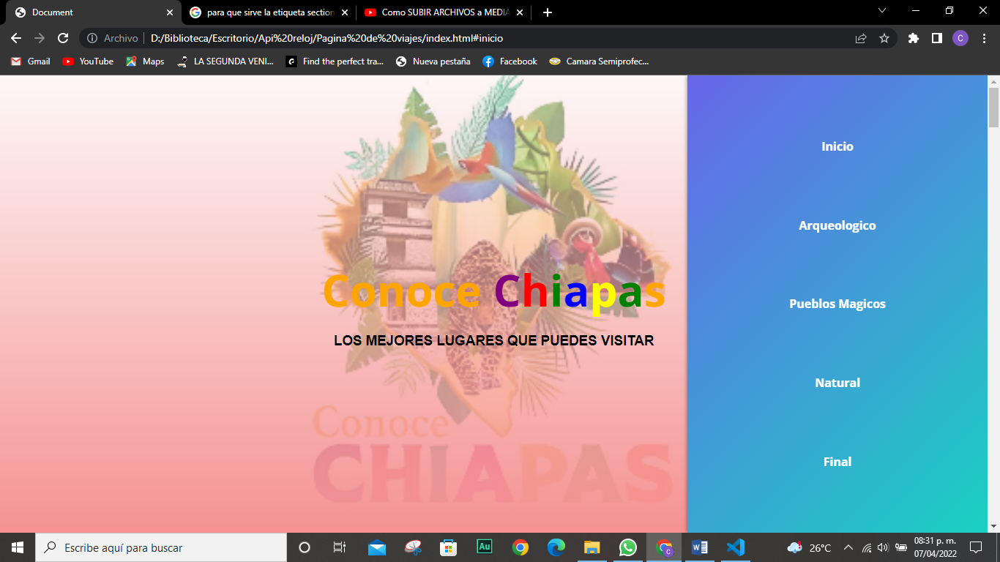 Document
para que sirve la etiqueta section
Como SUBIR ARCHIVOS a MEDIA
Archivo
D:/Biblioteca/Escritorio/Api%20reloj/Pagina%20de%20viajes/index.html#inicio
C
Gmail
YouTube
Maps
LA SEGUNDA VENI...
Find the perfect tra...
Nueva pestaña
Facebook
Camara Semiprofec...
Inicio
Arqueologico
Pueblos Magicos
Natural
Final
Conoce Chiapas
LOS MEJORES LUGARES QUE PUEDES VISITAR
Conoce
CHIAPAS
Escribe aquí para buscar
Au
C
26°C
08:31 p. m.
07/04/2022